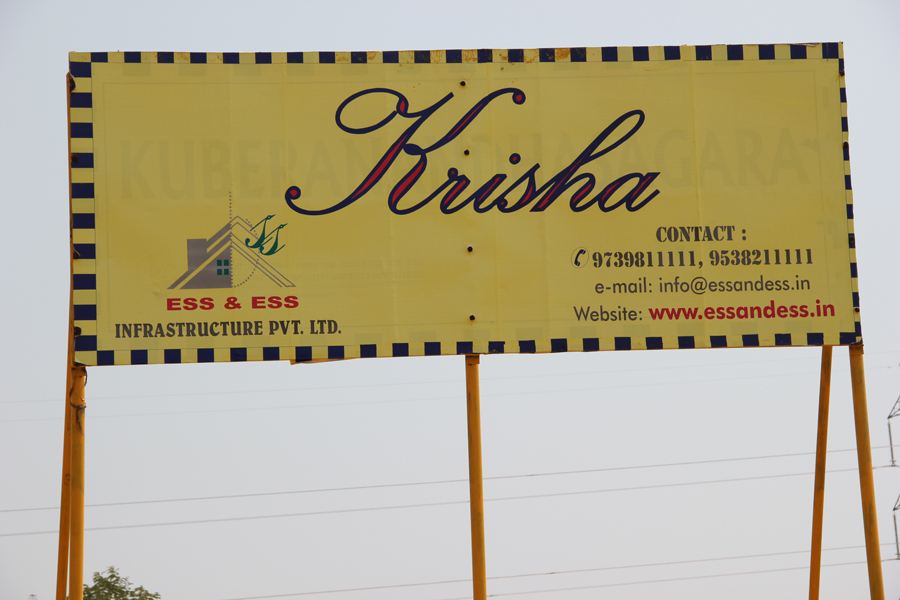 Krisha
ESS & ESS
INFRASTRUCTURE PVT. LTD.
CONTACT :
9739811111, 9538211111
e-mail: info@essandess.in
Website: www.essandess.in